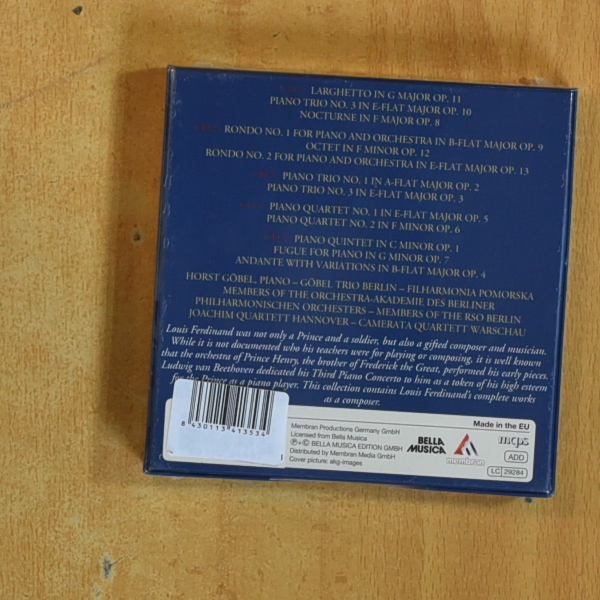 LARGHETTO IN G MAJOR OP. 11
PIANO TRIO NO. 3 IN E-FLAT MAJOR OP. 10
NOCTURNE IN F MAJOR OP. 8
RONDO NO. 1 FOR PIANO AND ORCHESTRA IN B-FLAT MAJOR OP. 9
OCTET IN F MINOR OP. 12
RONDO NO. 2 FOR PIANO AND ORCHESTRA IN E-FLAT MAJOR OP. 13
PIANO TRIO NO. 1 IN A-FLAT MAJOR OP. 2
PIANO TRIO NO. 3 IN E-FLAT MAJOR OP. 3
PIANO QUARTET NO. 1 IN E-FLAT MAJOR OP. 5
PIANO QUARTET NO. 2 IN F MINOR OP. 6
PIANO QUINTET IN C MINOR OP. 1
FUGUE FOR PIANO IN G MINOR OP. 7
ANDANTE WITH VARIATIONS IN B-FLAT MAJOR OP. 4
HORST GÖBEL, PIANO – GÖBEL TRIO BERLIN – FILHARMONIA POMORSKA
MEMBERS OF THE ORCHESTRA-AKADEMIE DES BERLINER
PHILHARMONISCHEN ORCHESTERS – MEMBERS OF THE RSO BERLIN
JOACHIM QUARTETT HANNOVER – CAMERATA QUARTETT WARSCHAU
Louis Ferdinand was not only a Prince and a soldier, but also a gifted composer and musician.
While it is not documented who his teachers were for playing or composing, it is well known
that the orchestra of Prince Henry, the brother of Frederick the Great, performed his early pieces.
Ludwig van Beethoven dedicated his Third Piano Concerto to him as a token of his high esteem
for the Prince as a piano player. This collection contains Louis Ferdinand's complete works
as a composer.
8 430113 413534
Membran Productions Germany GmbH
Licensed from Bella Musica
℗+© BELLA MUSICA EDITION GMBH
Distributed by Membran Media GmbH
Cover picture: akg-images
BELLA
MUSICA
membran
Made in the EU
mcps
ADD
LC 29284